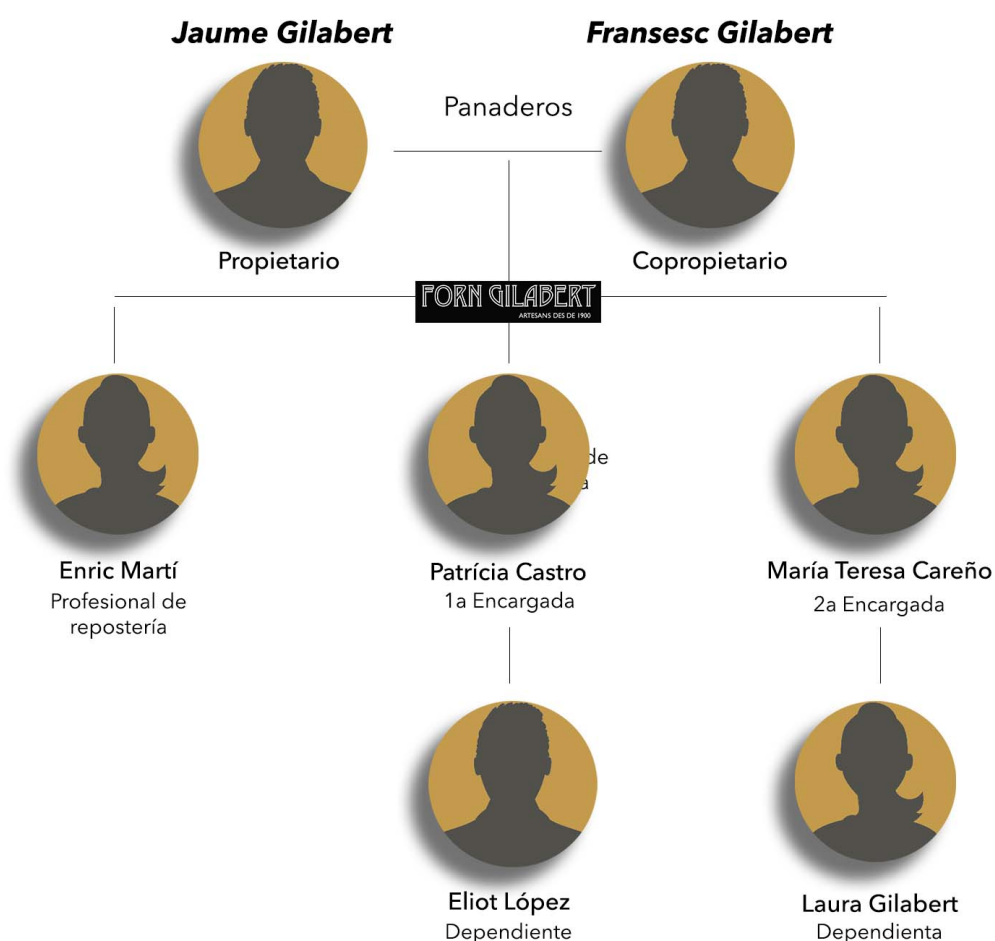 Jaume Gilabert
Fransesc Gilabert
Panaderos
Propietario
Copropietario
FORN GILABERT
ARTESANS DES DE 1900
de
a
Enric Martí
Profesional de
repostería
Patrícia Castro
1a Encargada
María Teresa Careño
2a Encargada
Eliot López
Dependiente
Laura Gilabert
Dependienta